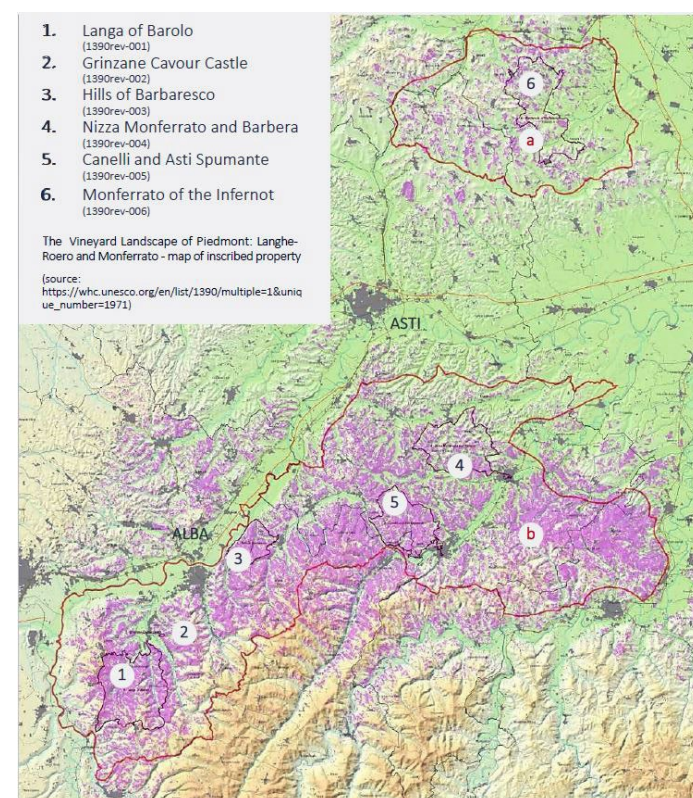 1. Langa of Barolo
(1390rev-001)
2. Grinzane Cavour Castle
(1390rev-002)
3. Hills of Barbaresco
(1390rev-003)
4. Nizza Monferrato and Barbera
(1390rev-004)
5. Canelli and Asti Spumante
(1390rev-005)
6. Monferrato of the Infernot
(1390rev-006)
The Vineyard Landscape of Piedmont: Langhe-
Roero and Monferrato - map of inscribed property
(source:
https://whc.unesco.org/en/list/1390/multiple=1&uniq
ue_number=1971)
6
a
ASTI
4
5
b
ALBA
3
2
1